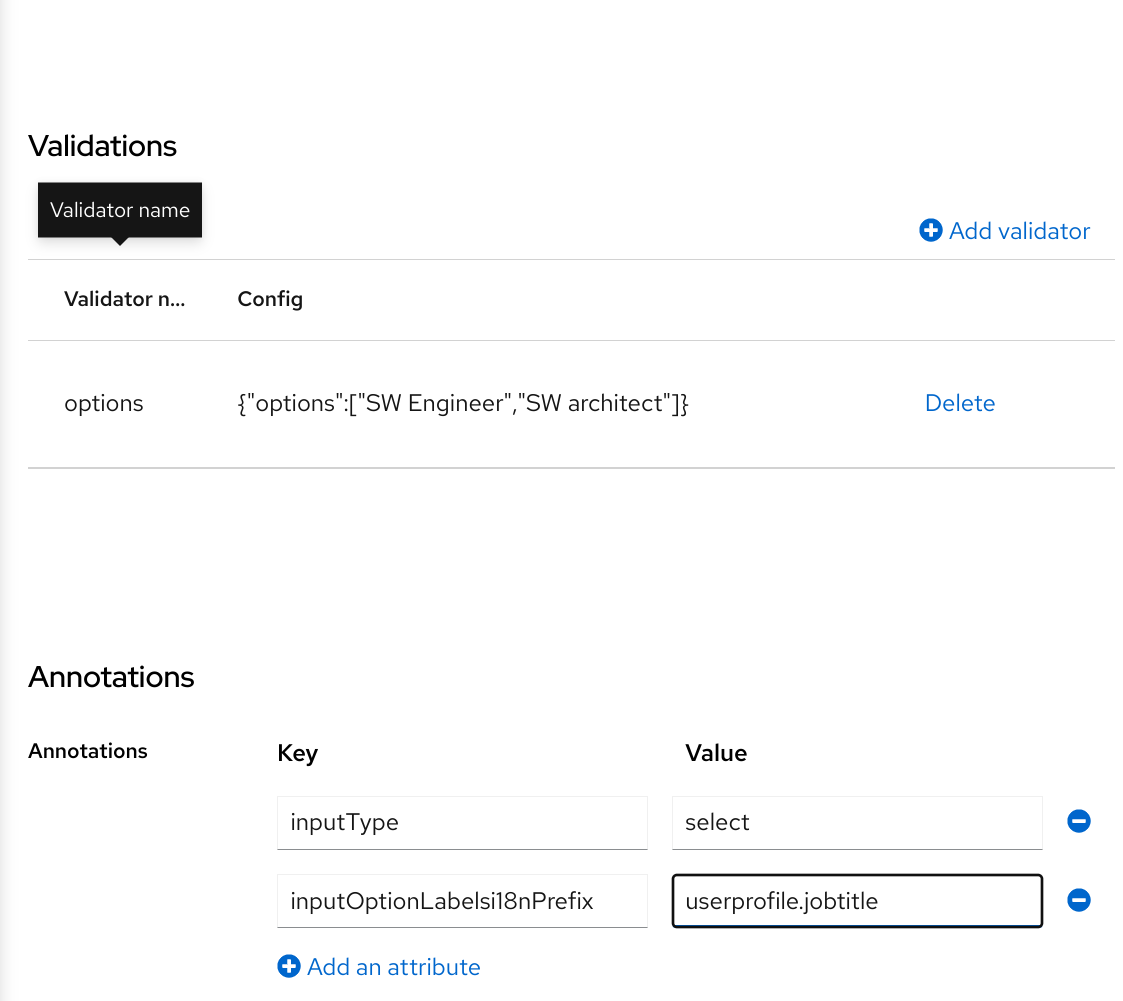 Validations
Validator name
Add validator
Validator n... Config
options {"options":["SW Engineer","SW architect"]} Delete
Annotations
Annotations Key Value
inputType select
inputOptionLabelsi18nPrefix userprofile.jobtitle
Add an attribute